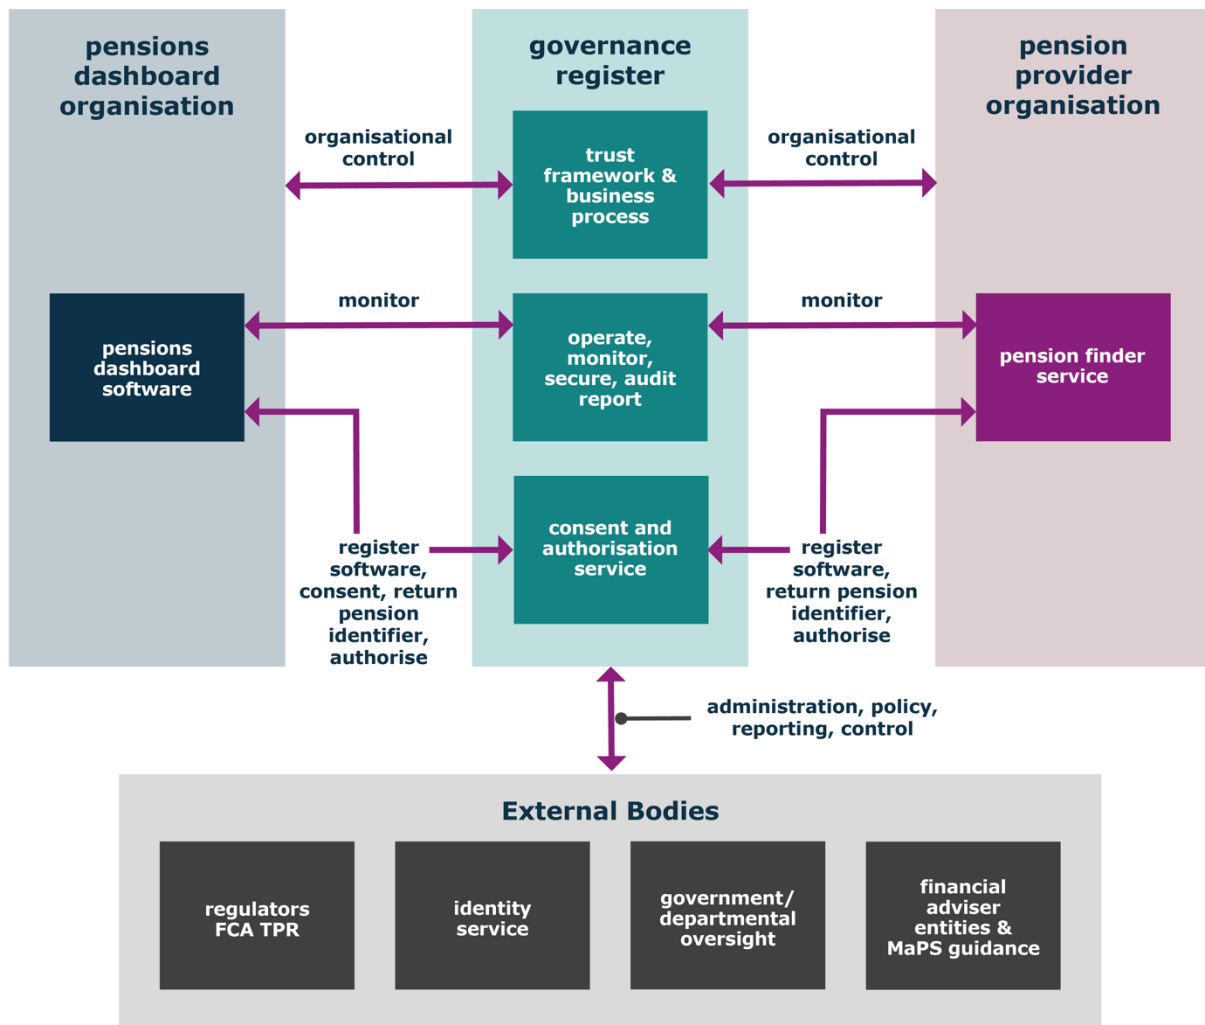 pensions
dashboard
organisation
governance
register
pension
provider
organisation
organisational
control
trust
framework &
business
process
organisational
control
pensions
dashboard
software
monitor
operate,
monitor,
secure, audit
report
monitor
pension finder
service
register
software,
consent, return
pension
identifier,
authorise
consent and
authorisation
service
register
software,
return pension
identifier,
authorise
administration, policy,
reporting, control
External Bodies
regulators
FCA TPR
identity
service
government/
departmental
oversight
financial
adviser
entities &
MaPS guidance